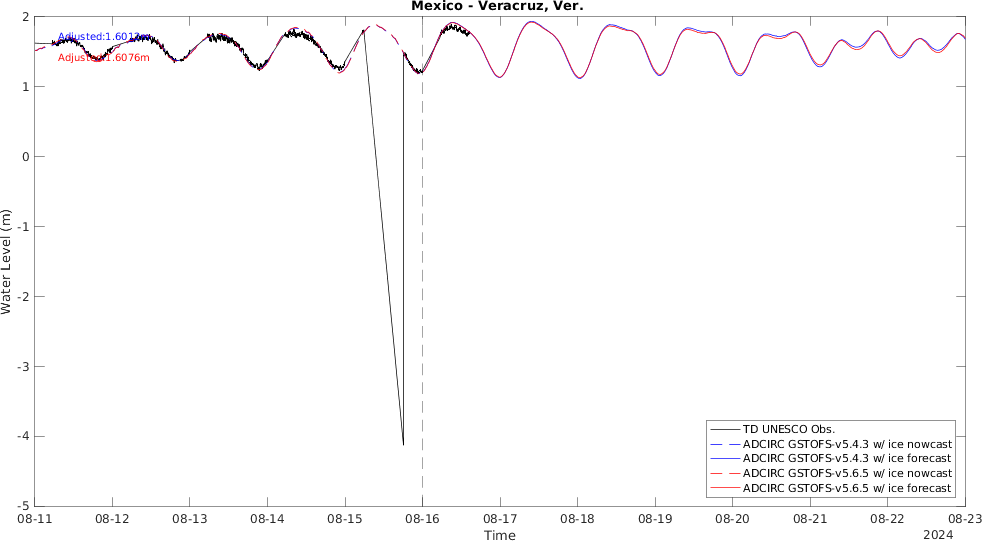 Mexico - Veracruz, Ver.
2
1
0
-1
-2
-3
-4
-5
Water Level (m)
Adjusted:1.6012m
Adjusted:1.6076m
TD UNESCO Obs.
ADCIRC GSTOFS-v5.4.3 w/ ice nowcast
ADCIRC GSTOFS-v5.4.3 w/ ice forecast
ADCIRC GSTOFS-v5.6.5 w/ ice nowcast
ADCIRC GSTOFS-v5.6.5 w/ ice forecast
08-11 08-12 08-13 08-14 08-15 08-16 08-17 08-18 08-19 08-20 08-21 08-22 08-23
Time
2024